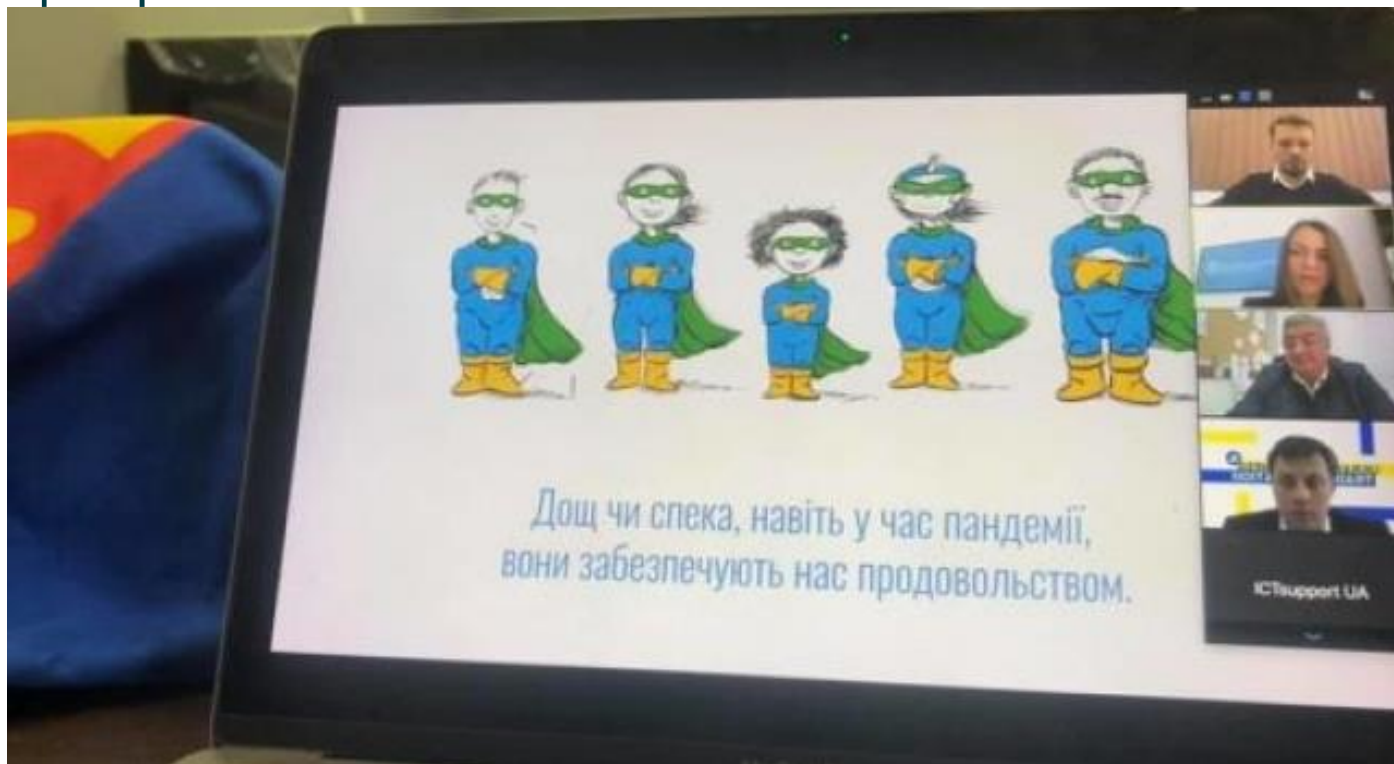 Дощ чи спека, навіть у час пандемії,
вони забезпечують нас продовольством.
ICTsupport UA